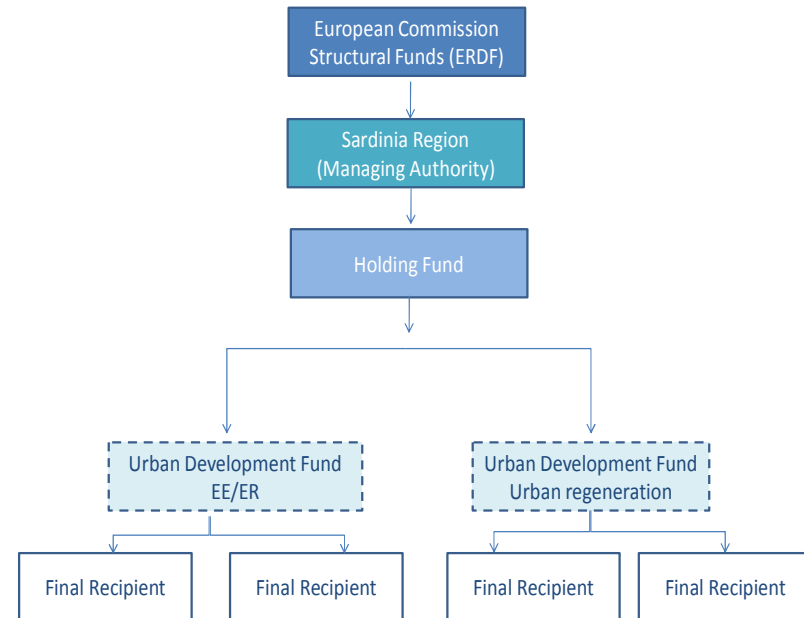 European Commission
Structural Funds (ERDF)
Sardinia Region
(Managing Authority)
Holding Fund
Urban Development Fund
EE/ER
Urban Development Fund
Urban regeneration
Final Recipient
Final Recipient
Final Recipient
Final Recipient